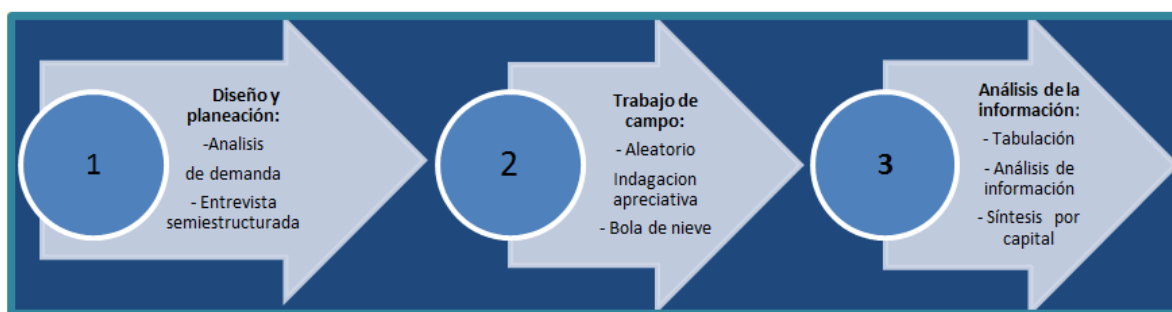 1
Diseño y
planeación:
-Analisis
de demanda
- Entrevista
semiestructurada
2
Trabajo de
campo:
- Aleatorio
Indagacion
apreciativa
- Bola de nieve
3
Análisis de la
información:
- Tabulación
- Análisis de
información
- Síntesis por
capital